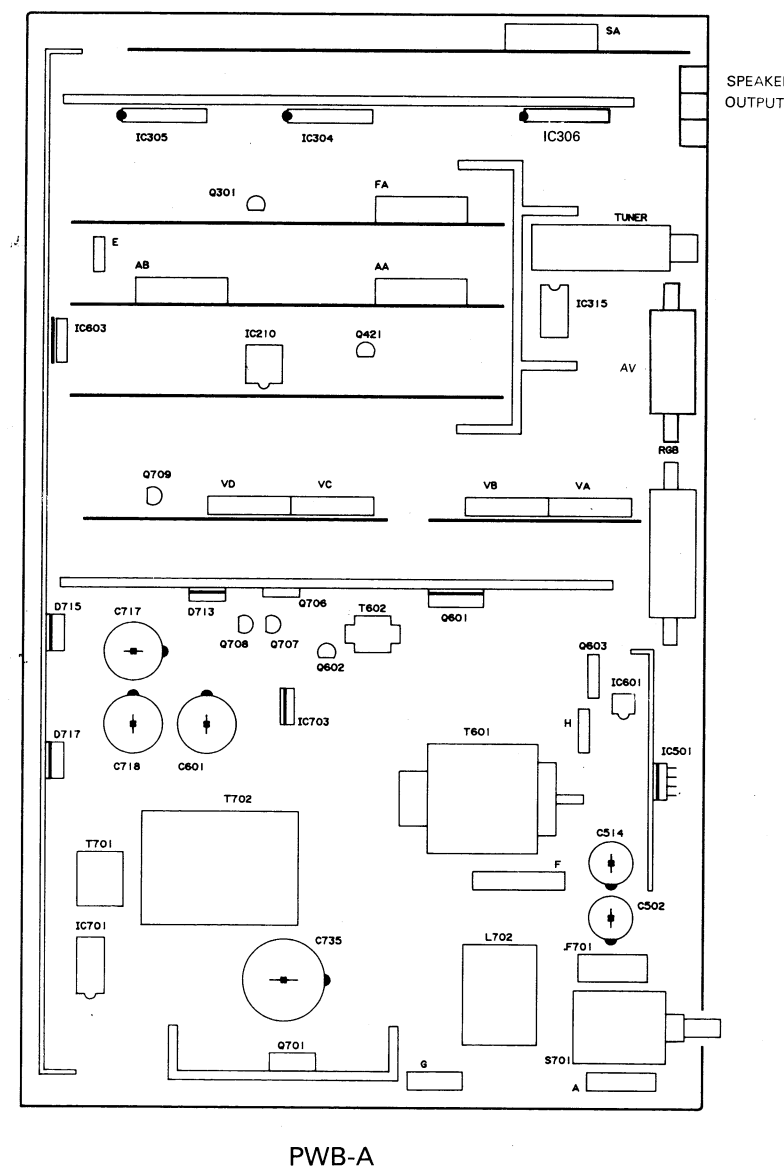 SA
SPEAKE
OUTPUT
IC305
IC304
IC306
Q301
FA
TUNER
E
AB
AA
IC315
IC603
IC210
Q421
AV
RGB
Q709
VD
VC
VB
VA
D715
C717
D713
Q706
T602
Q601
Q708
Q707
Q602
Q603
IC601
IC703
H
D717
T601
IC501
C718
C601
T702
C514
T701
F
C502
IC701
C735
L702
F701
Q701
S701
G
A
PWB-A